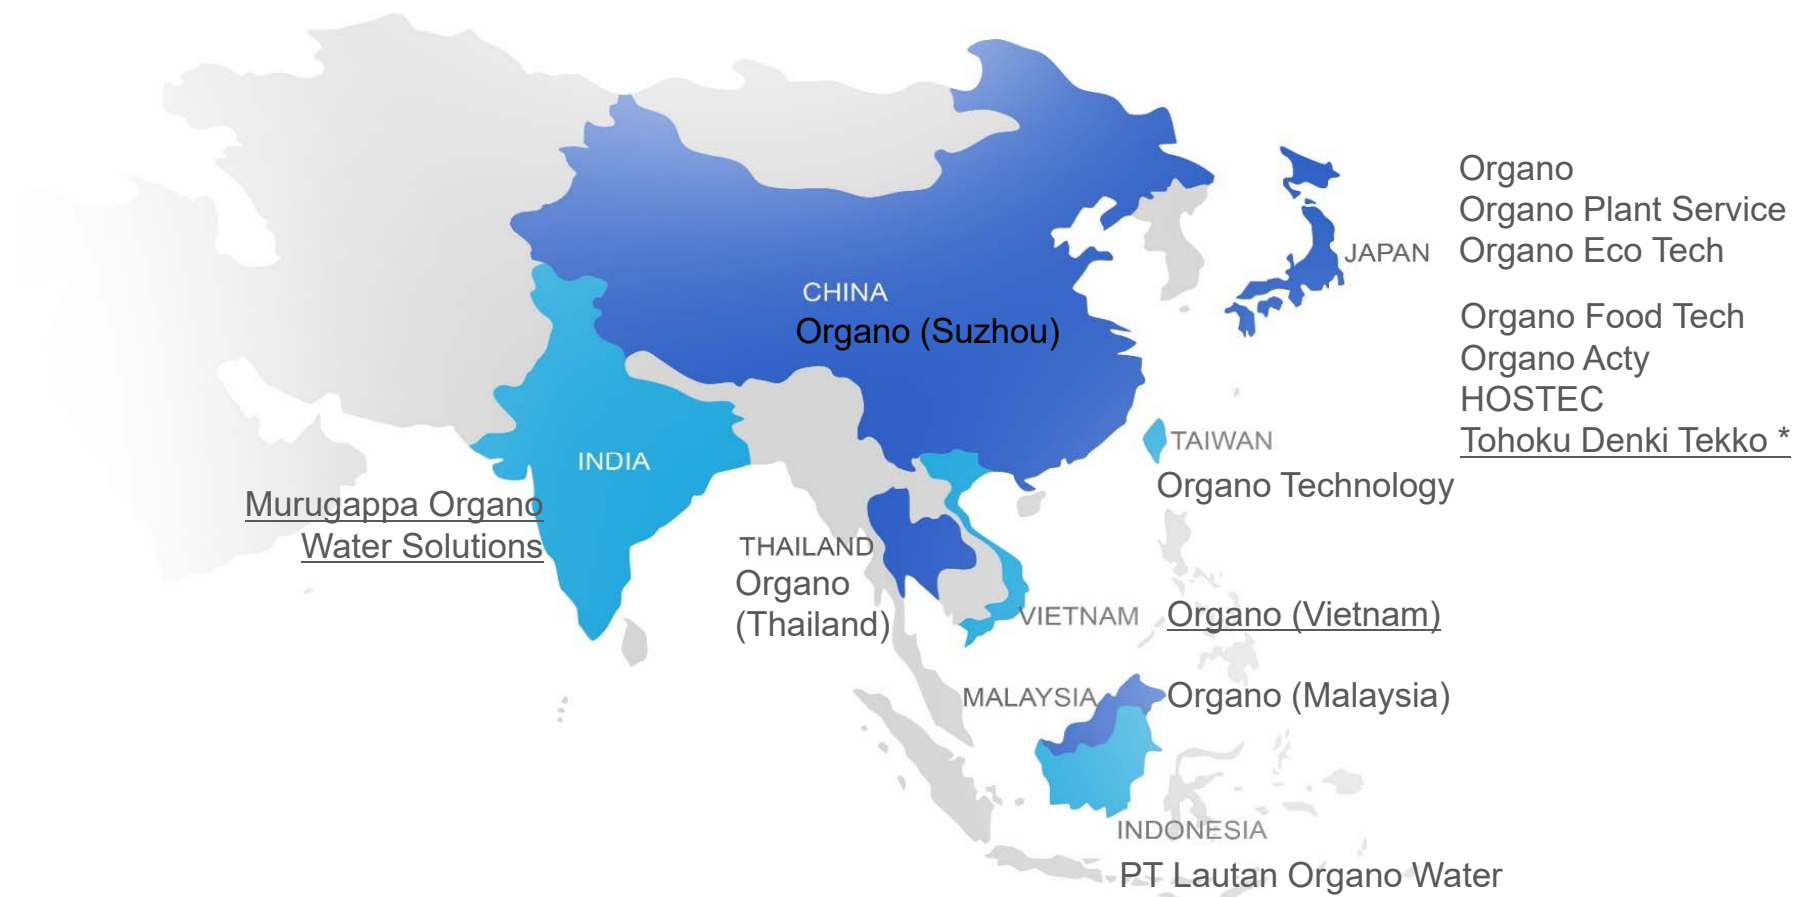 Organo
Organo Plant Service
Organo Eco Tech
JAPAN
Organo Food Tech
Organo Acty
HOSTEC
Tohoku Denki Tekko *
CHINA
Organo (Suzhou)
TAIWAN
Organo Technology
INDIA
Murugappa Organo
Water Solutions
THAILAND
Organo
(Thailand)
VIETNAM
Organo (Vietnam)
MALAYSIA
Organo (Malaysia)
INDONESIA
PT Lautan Organo Water